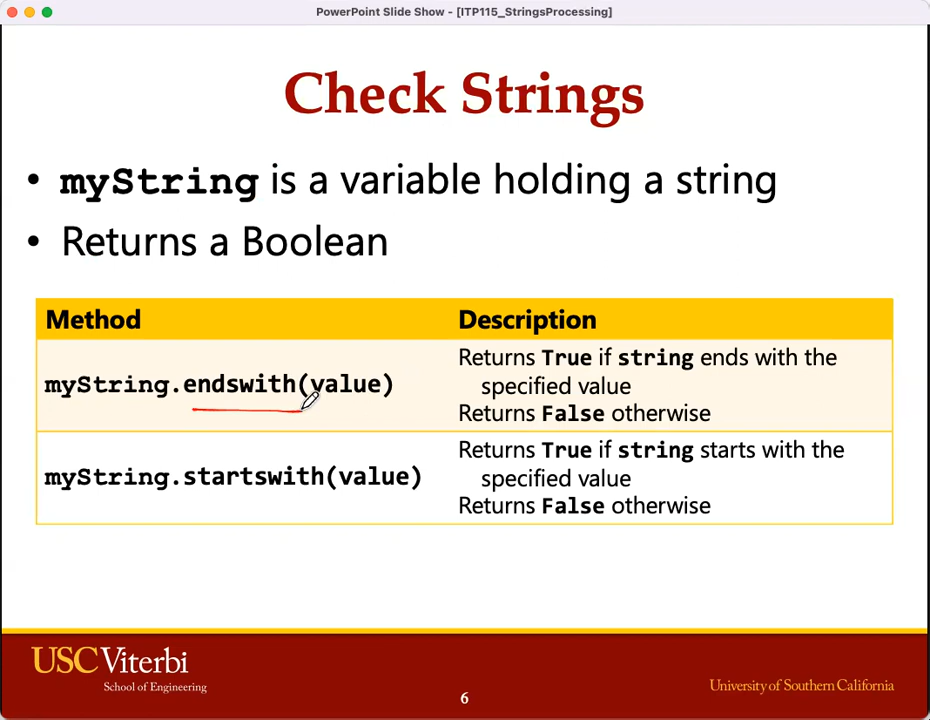 PowerPoint Slide Show - [ITP115_StringsProcessing]
Check Strings
• myString is a variable holding a string
• Returns a Boolean
Method Description
myString.endswith(value) Returns True if string ends with the
specified value
Returns False otherwise
myString.startswith(value) Returns True if string starts with the
specified value
Returns False otherwise
USC Viterbi
School of Engineering
6
University of Southern California